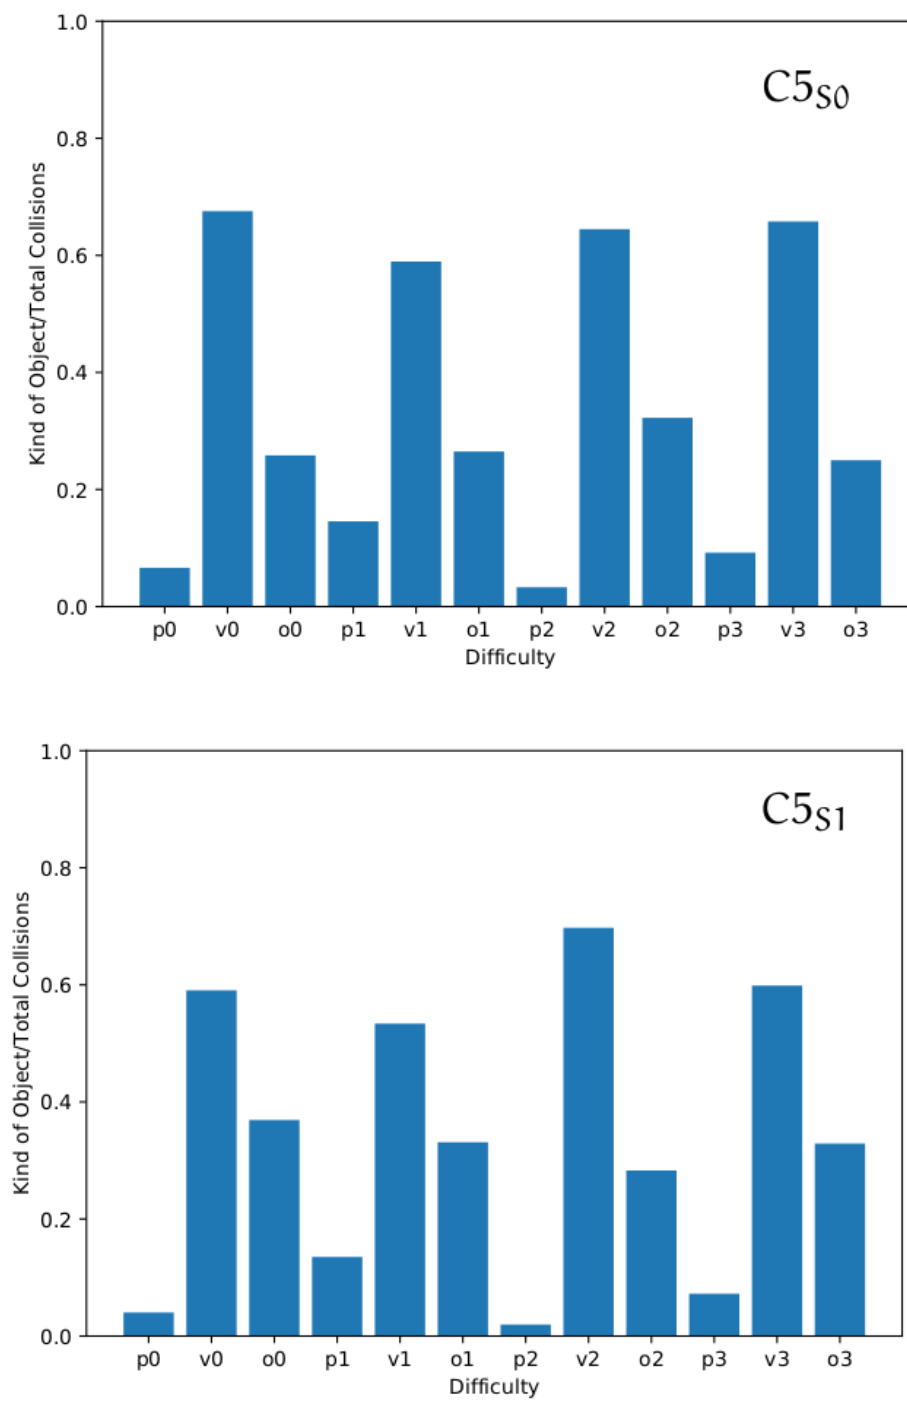 1.0
C5S0
0.8
0.6
0.4
0.2
0.0
Kind of Object/Total Collisions
p0 v0 o0 p1 v1 o1 p2 v2 o2 p3 v3 o3
Difficulty
1.0
C5S1
0.8
0.6
0.4
0.2
0.0
Kind of Object/Total Collisions
p0 v0 o0 p1 v1 o1 p2 v2 o2 p3 v3 o3
Difficulty